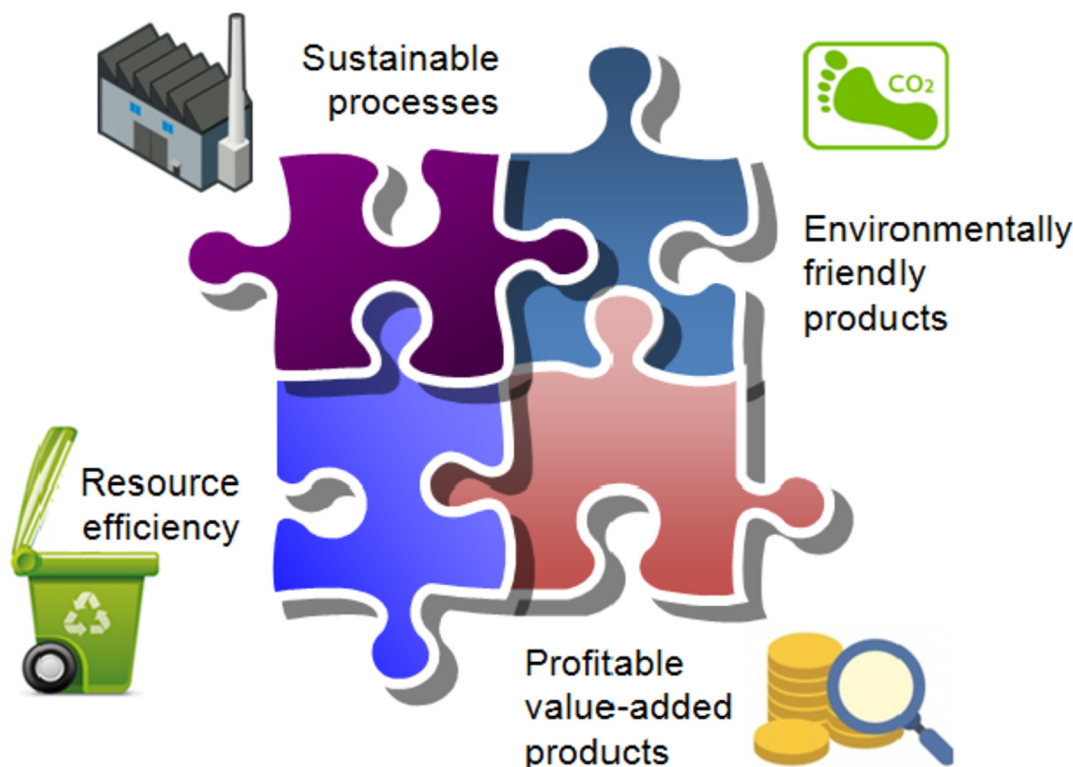 Sustainable
processes
CO₂
Environmentally
friendly
products
Resource
efficiency
Profitable
value-added
products